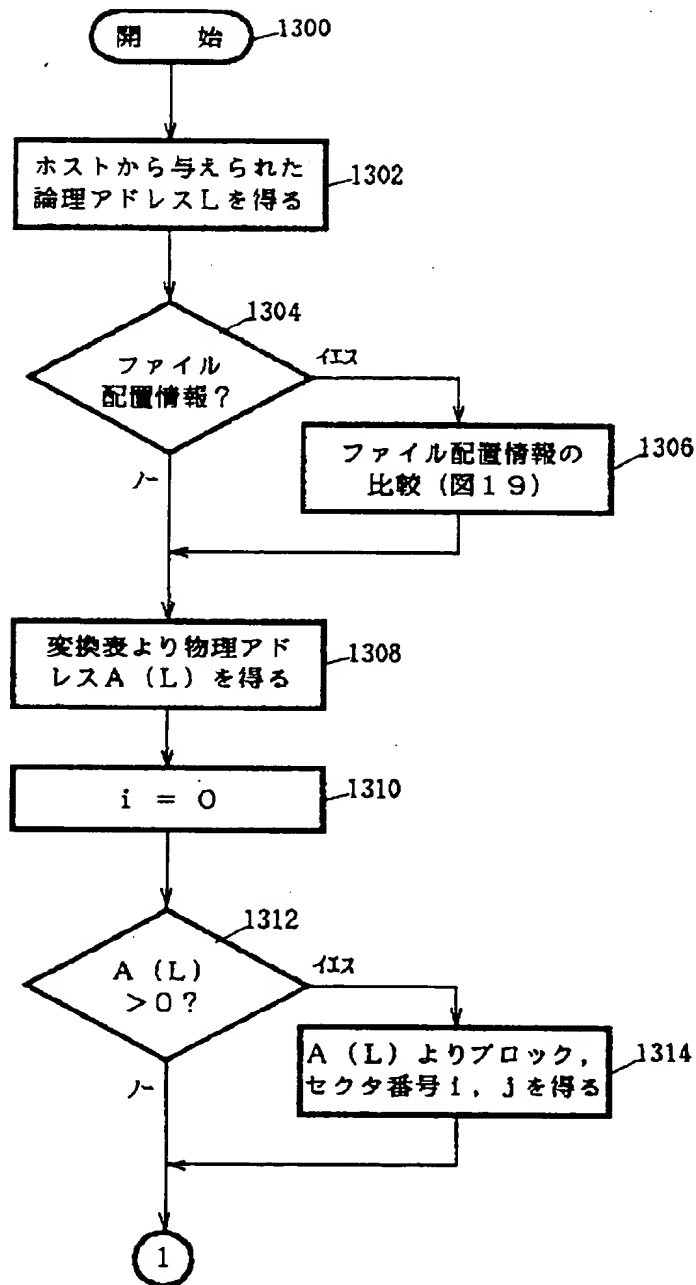 開 始
1300
ホストから与えられた
論理アドレスLを得る
1302
1304
ファイル
配置情報?
イエス
ノー
ファイル配置情報の
比較(図19)
1306
変換表より物理アド
レスA(L)を得る
1308
i = 0
1310
1312
A(L)
>0?
イエス
ノー
A(L)よりブロック,
セクタ番号i,jを得る
1314
1